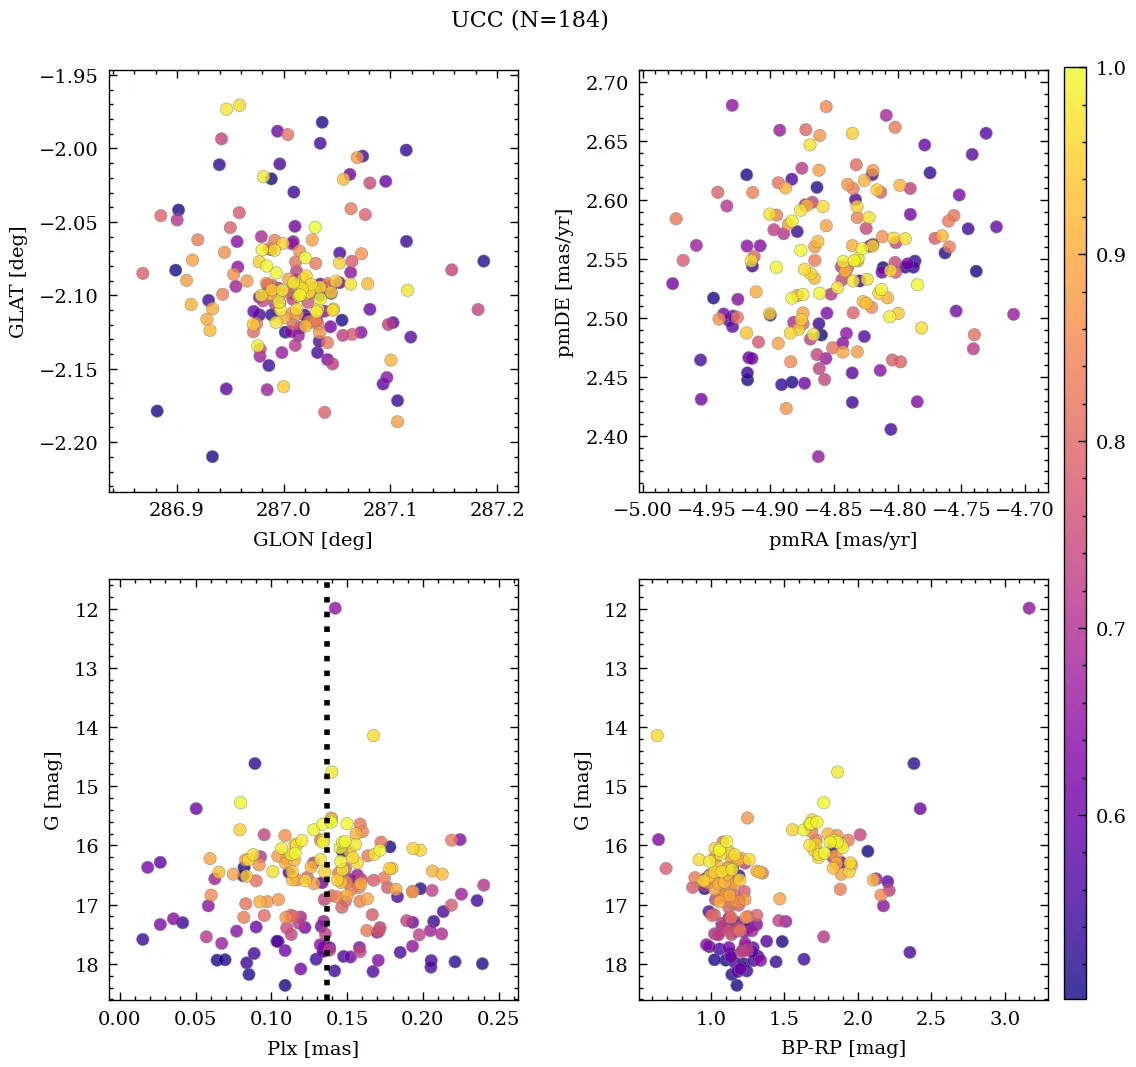 UCC (N=184)
−1.95
−2.00
−2.05
−2.10
−2.15
−2.20
GLAT [deg]
286.9 287.0 287.1 287.2
GLON [deg]
2.70
2.65
2.60
2.55
2.50
2.45
2.40
pmDE [mas/yr]
−5.00 −4.95 −4.90 −4.85 −4.80 −4.75 −4.70
pmRA [mas/yr]
12
13
14
15
16
17
18
G [mag]
0.00 0.05 0.10 0.15 0.20 0.25
Plx [mas]
12
13
14
15
16
17
18
G [mag]
1.0 1.5 2.0 2.5 3.0
BP-RP [mag]
1.0
0.9
0.8
0.7
0.6